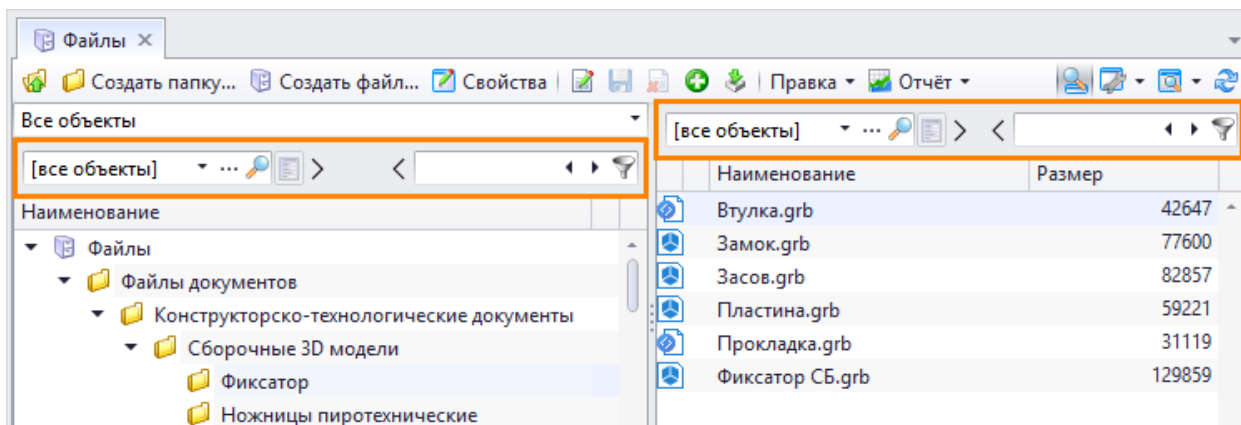 Файлы
Создать папку... Создать файл... Свойства Правка Отчёт
Все объекты
[все объекты] ... > <
Наименование
Файлы
Файлы документов
Конструкторско-технологические документы
Сборочные 3D модели
Фиксатор
Ножницы пиротехнические
[все объекты] ... > <
Наименование Размер
Втулка.grb 42647
Замок.grb 77600
Засов.grb 82857
Пластина.grb 59221
Прокладка.grb 31119
Фиксатор СБ.grb 129859